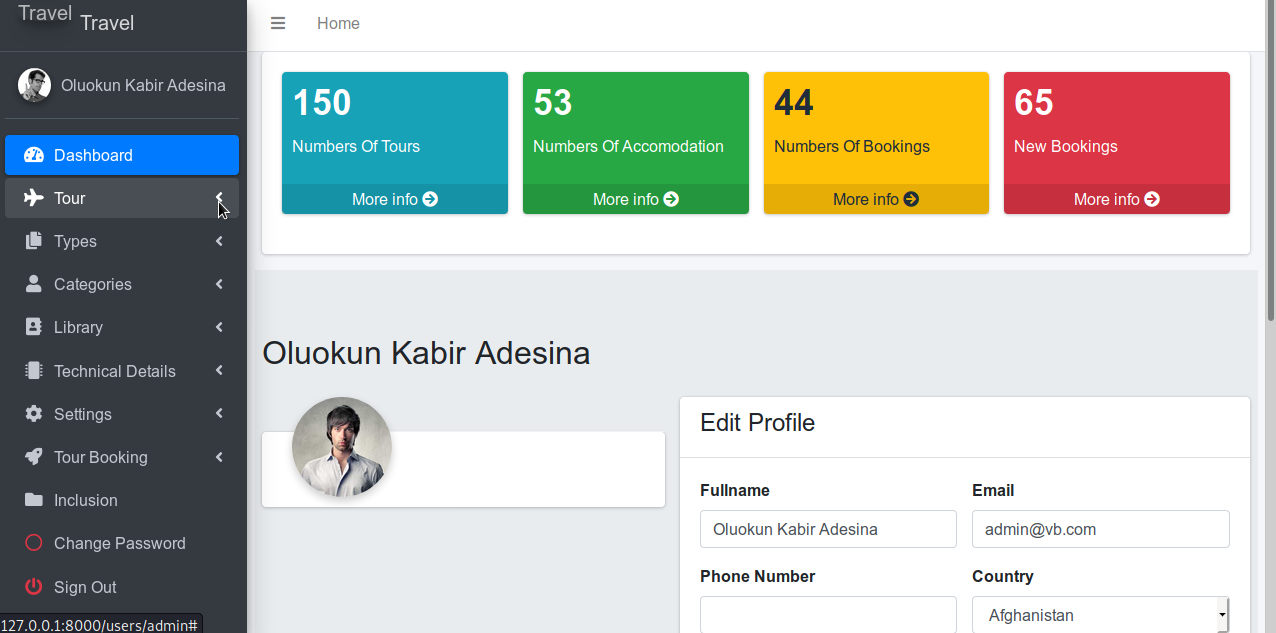 Travel Travel
Oluokun Kabir Adesina
Dashboard
Tour
Types
Categories
Library
Technical Details
Settings
Tour Booking
Inclusion
Change Password
Sign Out
127.0.0.1:8000/users/admin#
Home
150
Numbers Of Tours
More info
53
Numbers Of Accomodation
More info
44
Numbers Of Bookings
More info
65
New Bookings
More info
Oluokun Kabir Adesina
Edit Profile
Fullname
Oluokun Kabir Adesina
Email
admin@vb.com
Phone Number
Country
Afghanistan